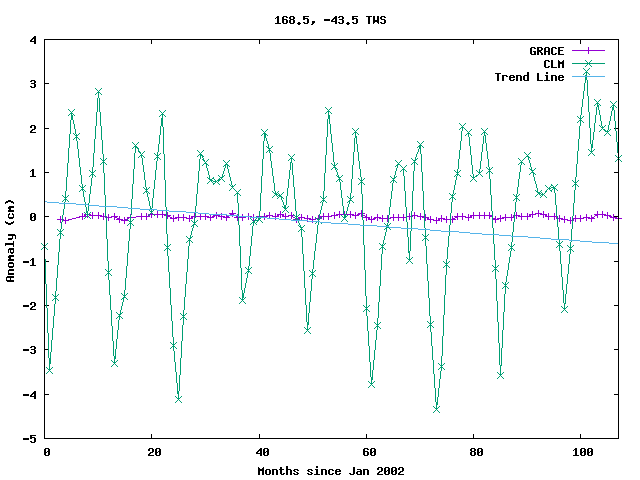 168.5, -43.5 TWS
GRACE
CLM
Trend Line
4
3
2
1
0
-1
-2
-3
-4
-5
Anomaly (cm)
0 20 40 60 80 100
Months since Jan 2002